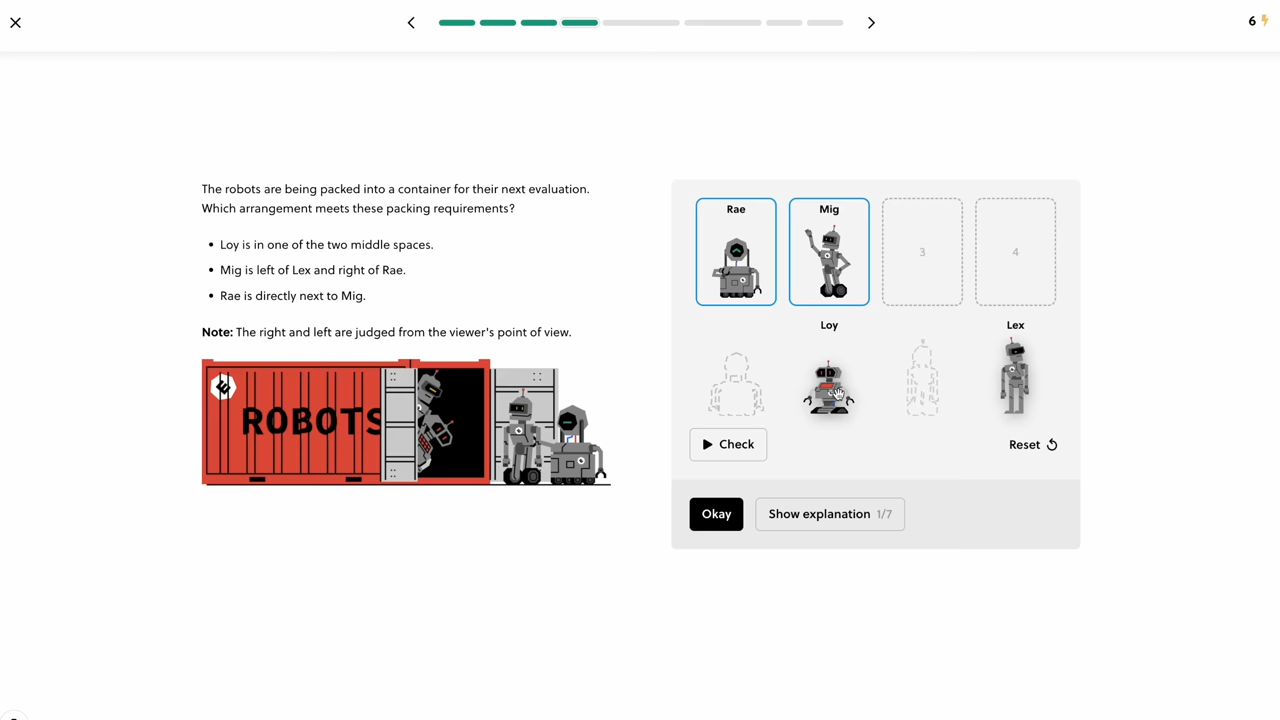 6
The robots are being packed into a container for their next evaluation.
Which arrangement meets these packing requirements?
• Loy is in one of the two middle spaces.
• Mig is left of Lex and right of Rae.
• Rae is directly next to Mig.
Note: The right and left are judged from the viewer's point of view.
ROBOTS
Rae
Mig
3
4
Loy
Lex
Check
Reset
Okay
Show explanation 1/7